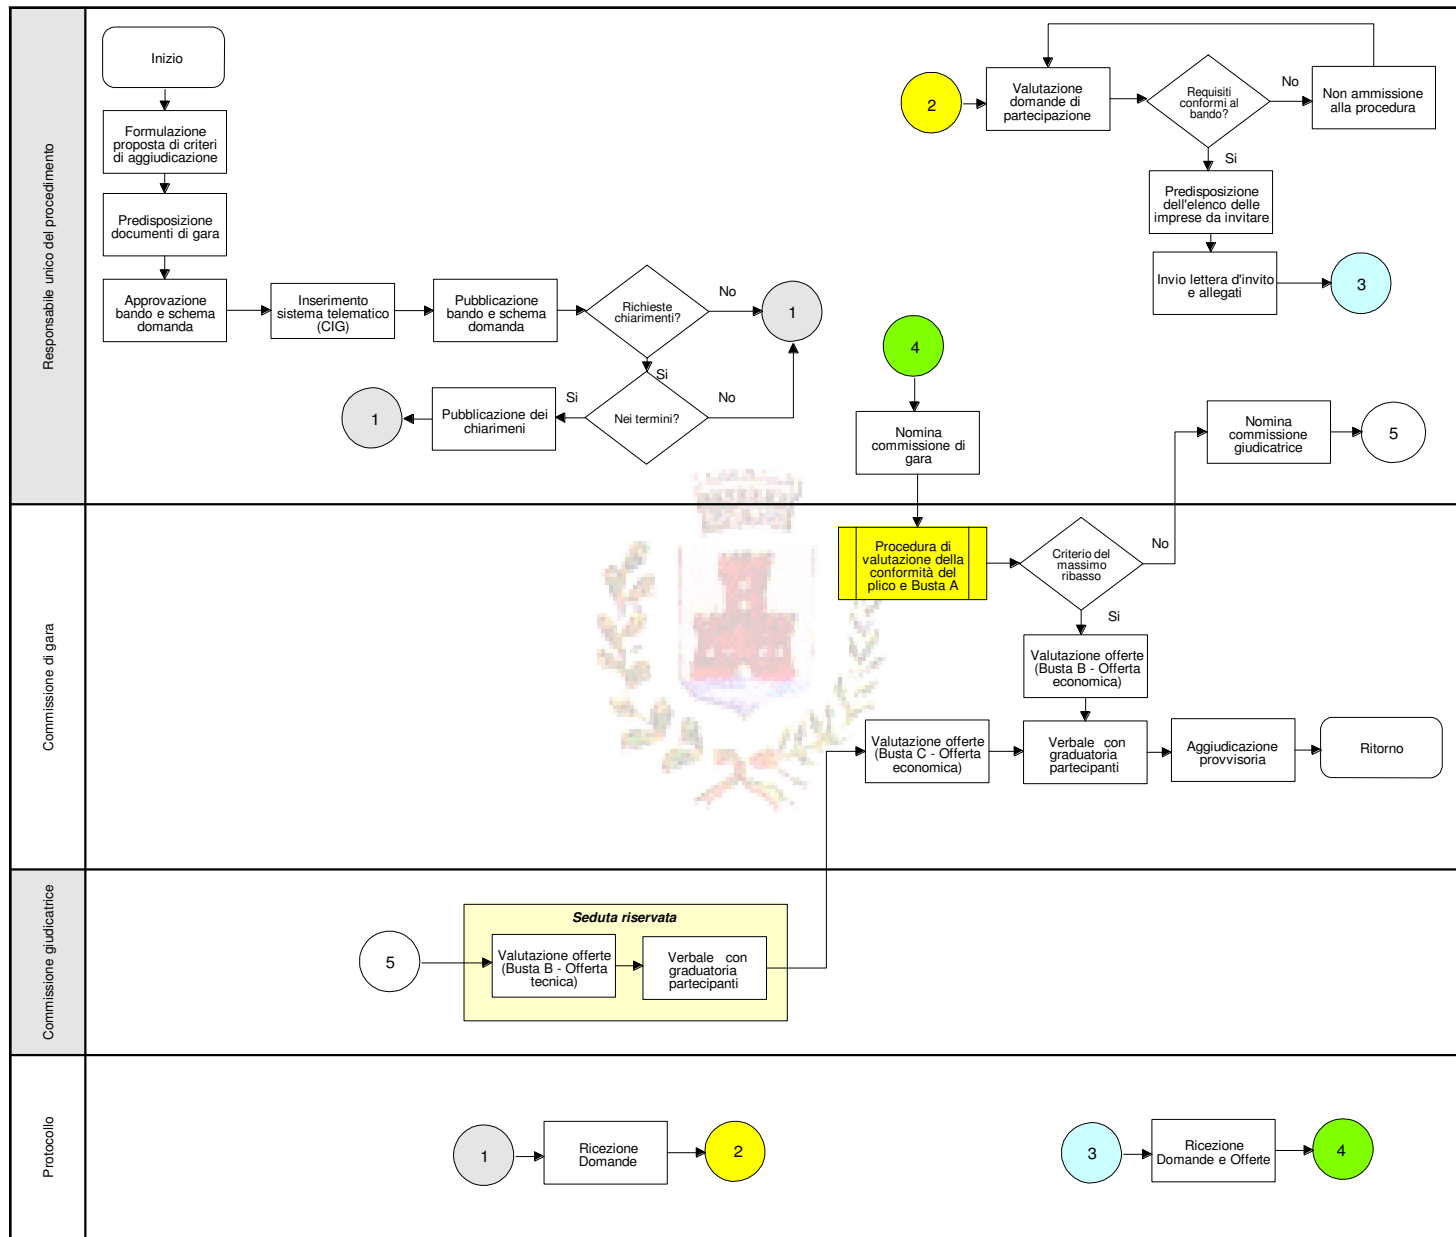 Responsabile unico del procedimento
Inizio
Formulazione
proposta di criteri
di aggiudicazione
Predisposizione
documenti di gara
Approvazione
bando e schema
domanda
Inserimento
sistema telematico
(CIG)
Pubblicazione
bando e schema
domanda
Richieste
chiarimenti?
No
1
Si
Nei termini?
No
Si
Pubblicazione dei
chiarimeni
1
2
Valutazione
domande di
partecipazione
Requisiti
conformi al
bando?
No
Non ammissione
alla procedura
Si
Predisposizione
dell'elenco delle
imprese da invitare
Invio lettera d'invito
e allegati
3
4
Nomina
commissione di
gara
Nomina
commissione
giudicatrice
5
Commissione di gara
Procedura di
valutazione della
conformità del
plico e Busta A
Criterio del
massimo
ribasso
No
Si
Valutazione offerte
(Busta B - Offerta
economica)
Valutazione offerte
(Busta C - Offerta
economica)
Verbale con
graduatoria
partecipanti
Aggiudicazione
provvisoria
Ritorno
Commissione giudicatrice
5
Seduta riservata
Valutazione offerte
(Busta B - Offerta
tecnica)
Verbale con
graduatoria
partecipanti
Protocollo
1
Ricezione
Domande
2
3
Ricezione
Domande e Offerte
4